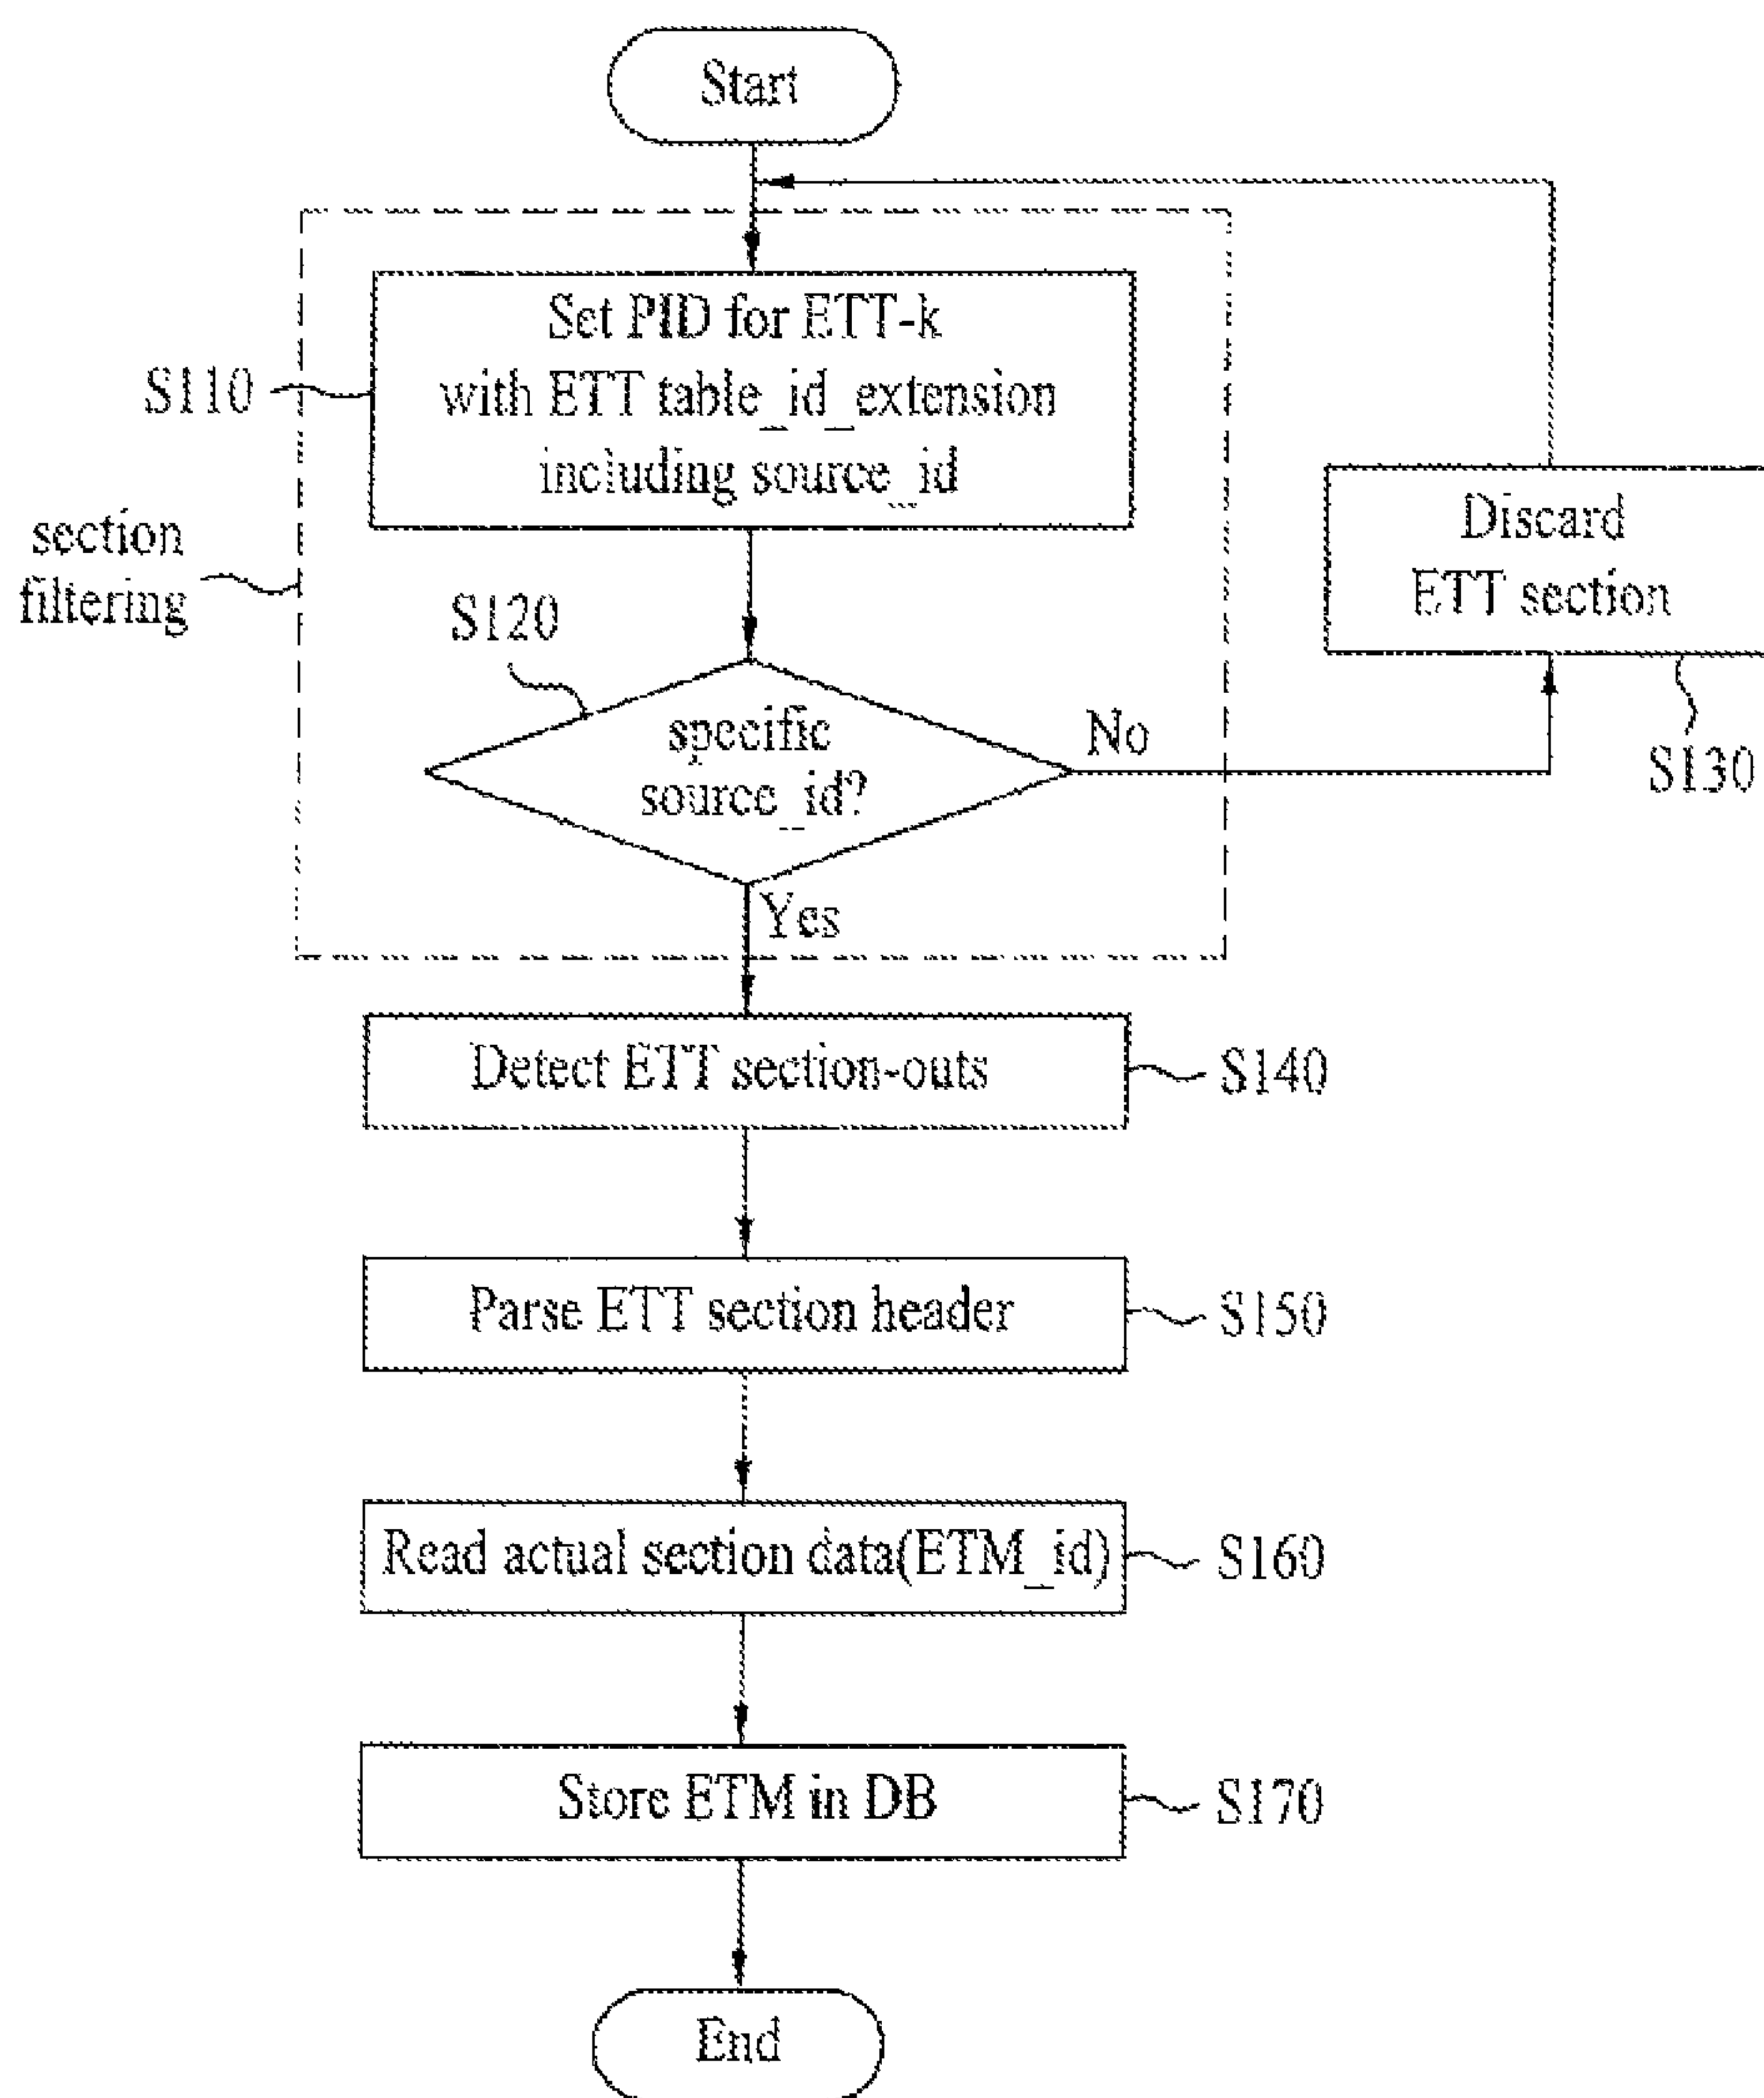 Start
Set PID for ETT-k
with ETT table_id_extension
including source_id
S110
section
filtering
S120
specific
source_id?
No
Yes
Discard
ETT section
S130
Detect ETT section-outs
S140
Parse ETT section header
S150
Read actual section data(ETM_id)
S160
Store ETM in DB
S170
End